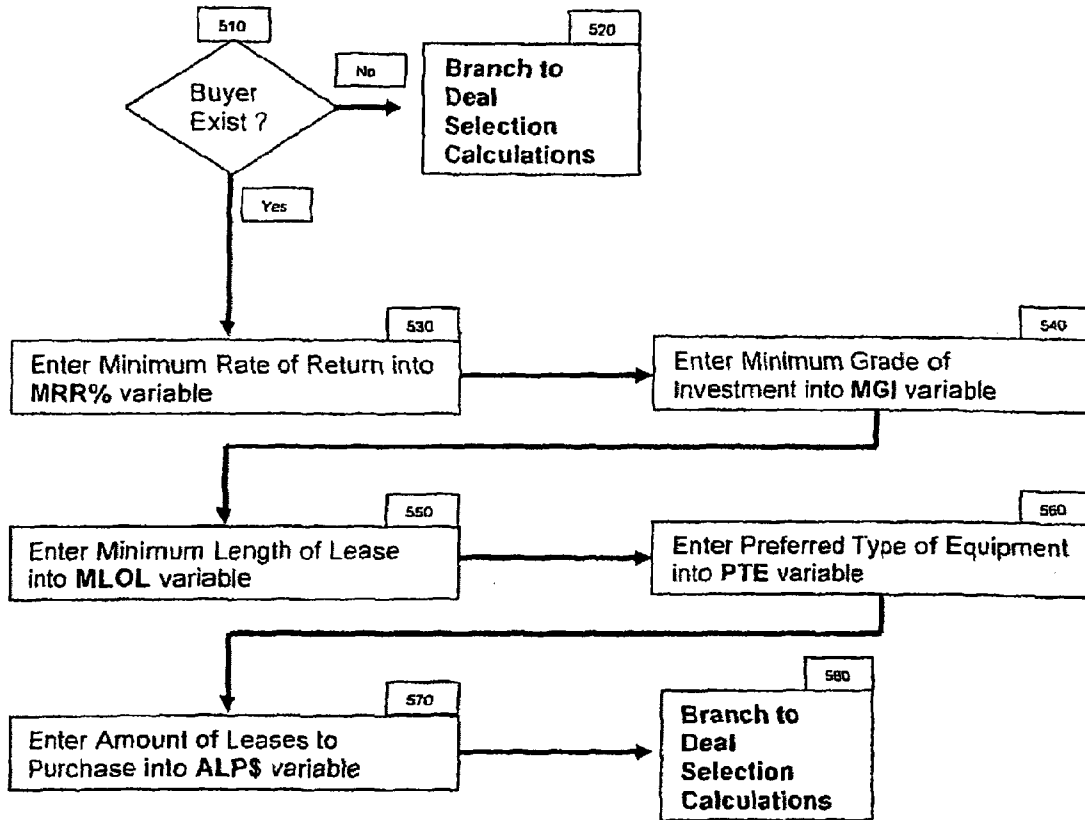 510
Buyer
Exist ?
No
520
Branch to
Deal
Selection
Calculations
Yes
530
Enter Minimum Rate of Return into
MRR% variable
540
Enter Minimum Grade of
Investment into MGI variable
550
Enter Minimum Length of Lease
into MLOL variable
560
Enter Preferred Type of Equipment
into PTE variable
570
Enter Amount of Leases to
Purchase into ALP$ variable
580
Branch to
Deal
Selection
Calculations